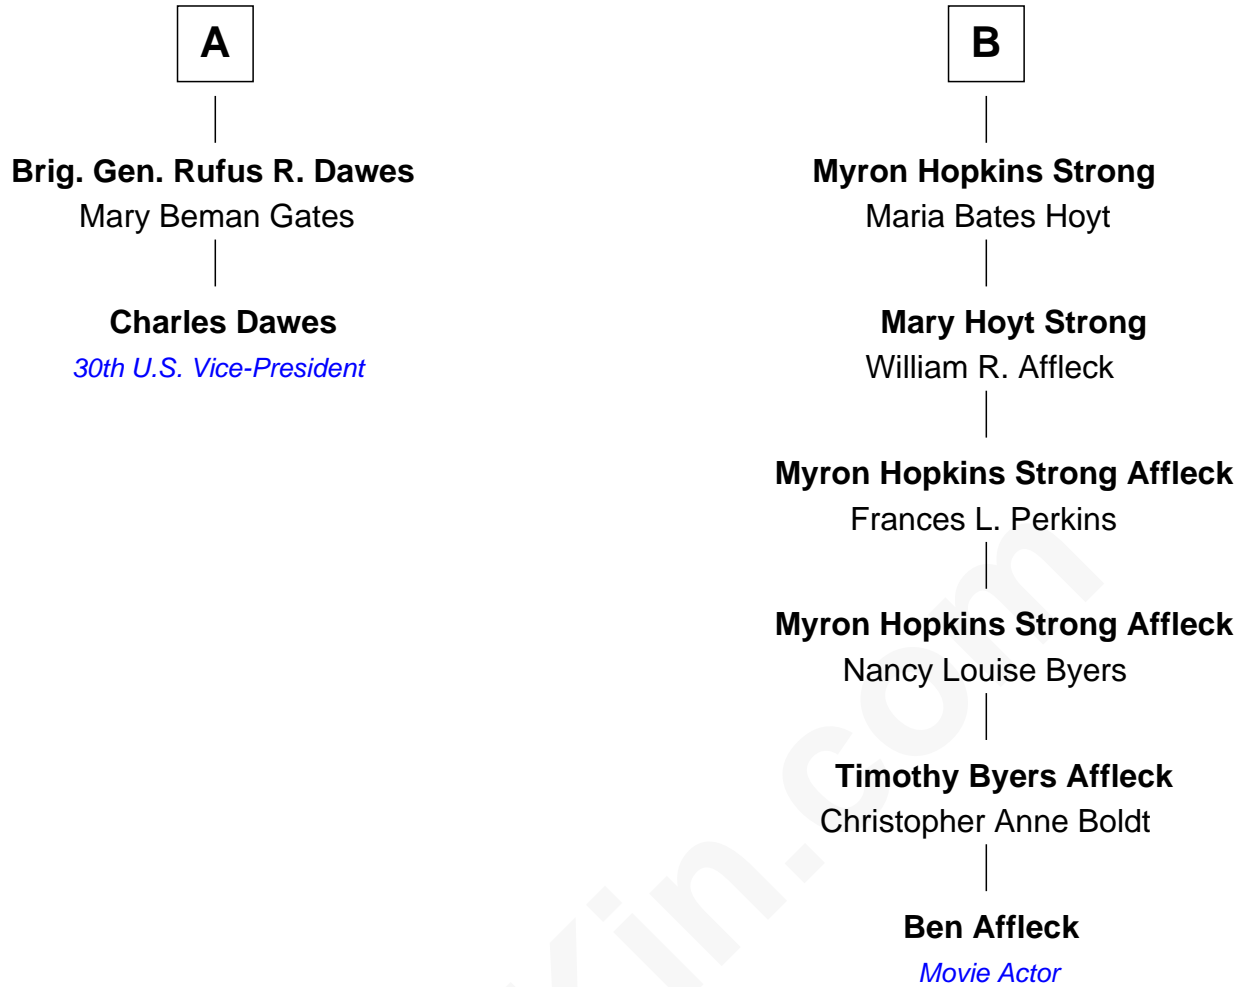 A
Brig. Gen. Rufus R. Dawes
Mary Beman Gates
Charles Dawes
30th U.S. Vice-President
B
Myron Hopkins Strong
Maria Bates Hoyt
Mary Hoyt Strong
William R. Affleck
Myron Hopkins Strong Affleck
Frances L. Perkins
Myron Hopkins Strong Affleck
Nancy Louise Byers
Timothy Byers Affleck
Christopher Anne Boldt
Ben Affleck
Movie Actor